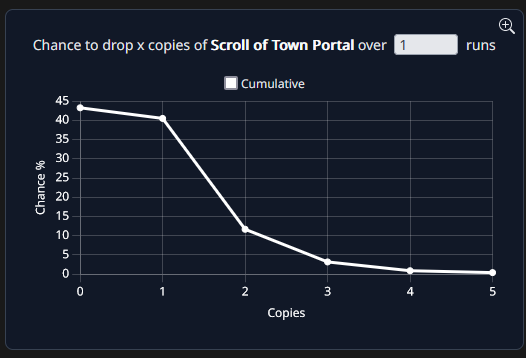 Chance to drop x copies of Scroll of Town Portal over 1 runs
Cumulative
45
40
35
30
25
20
15
10
5
0
Chance %
0 1 2 3 4 5
Copies